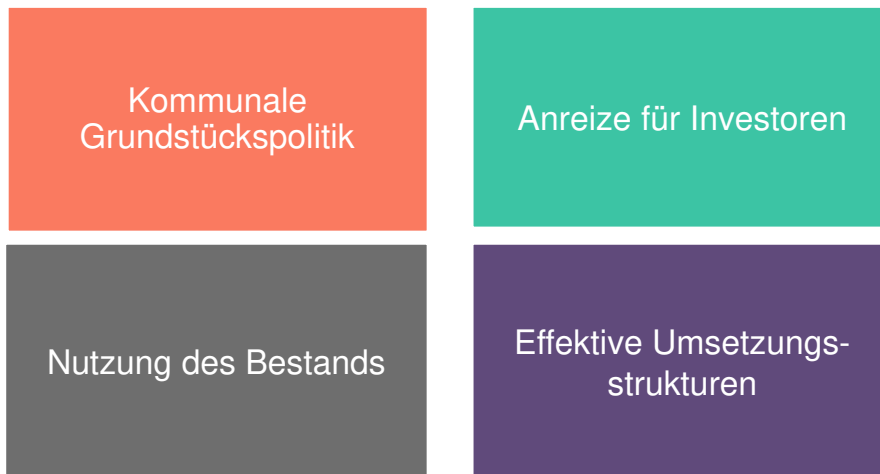 Kommunale
Grundstückspolitik
Anreize für Investoren
Nutzung des Bestands
Effektive Umsetzungs-
strukturen